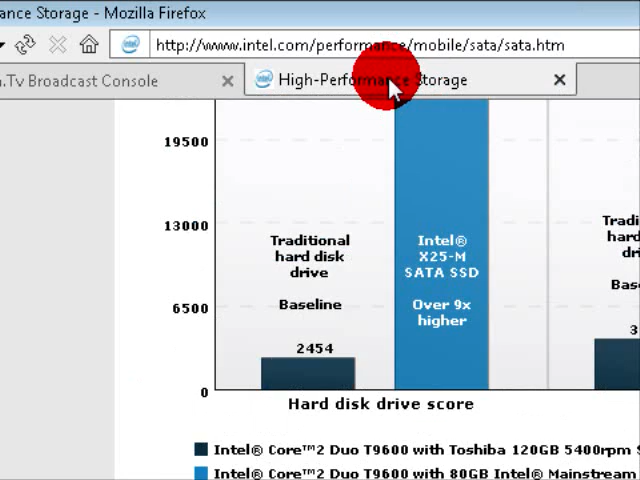 ance Storage - Mozilla Firefox
http://www.intel.com/performance/mobile/sata/sata.htm
.Tv Broadcast Console
High-Performance Storage
19500
13000
6500
0
Traditional
hard disk
drive
Baseline
2454
Intel®
X25-M
SATA SSD
Over 9x
higher
Traditi
hard
dri
Bas
3
Hard disk drive score
Intel® Core™2 Duo T9600 with Toshiba 120GB 5400rpm S
Intel® Core™2 Duo T9600 with 80GB Intel® Mainstream